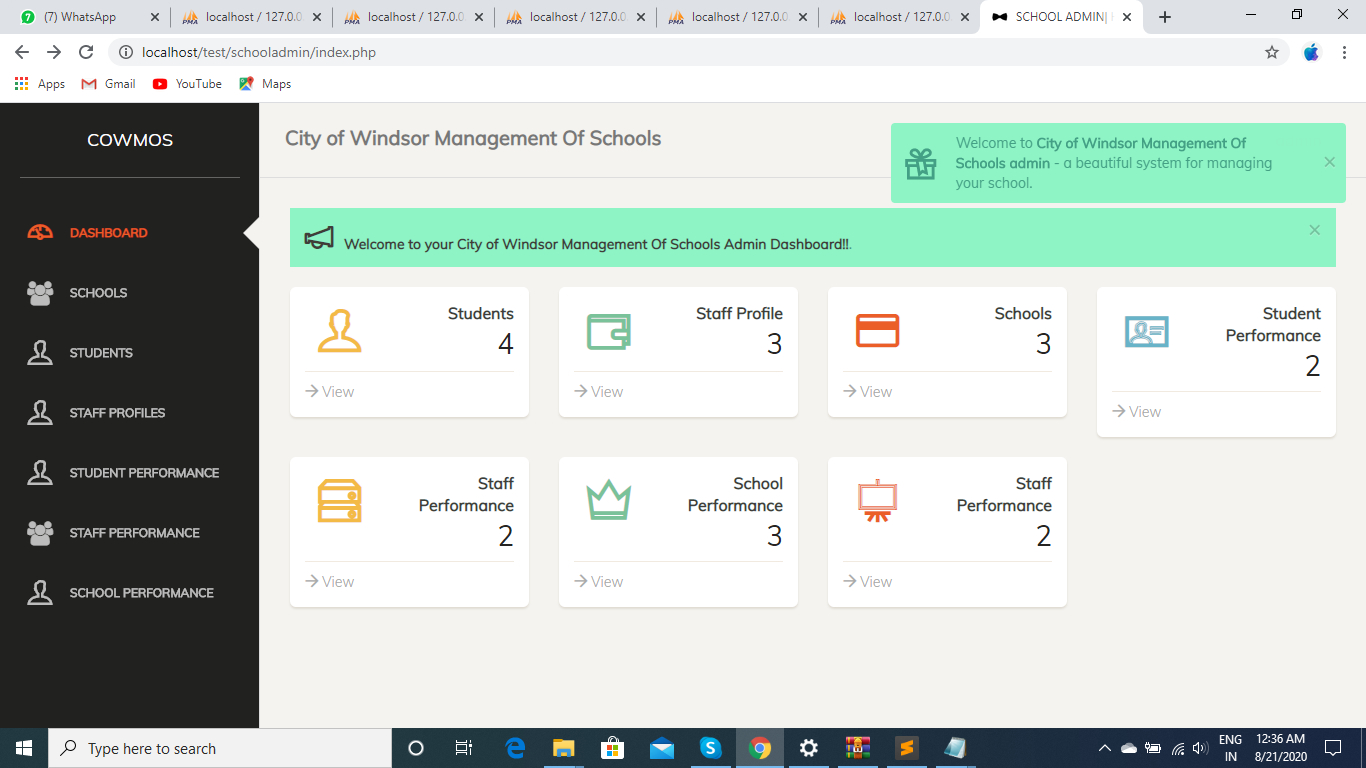 (7) WhatsApp
localhost / 127.0.0
localhost / 127.0.0
localhost / 127.0.0
localhost / 127.0.0
localhost / 127.0.0
SCHOOL ADMIN|
localhost/test/schooladmin/index.php
Apps Gmail YouTube Maps
COWMOS
DASHBOARD
SCHOOLS
STUDENTS
STAFF PROFILES
STUDENT PERFORMANCE
STAFF PERFORMANCE
SCHOOL PERFORMANCE
City of Windsor Management Of Schools
Welcome to City of Windsor Management Of
Schools admin - a beautiful system for managing
your school.
Welcome to your City of Windsor Management Of Schools Admin Dashboard!!.
Students
4
View
Staff Profile
3
View
Schools
3
View
Student
Performance
2
View
Staff
Performance
2
View
School
Performance
3
View
Staff
Performance
2
View
Type here to search
ENG
IN
12:36 AM
8/21/2020